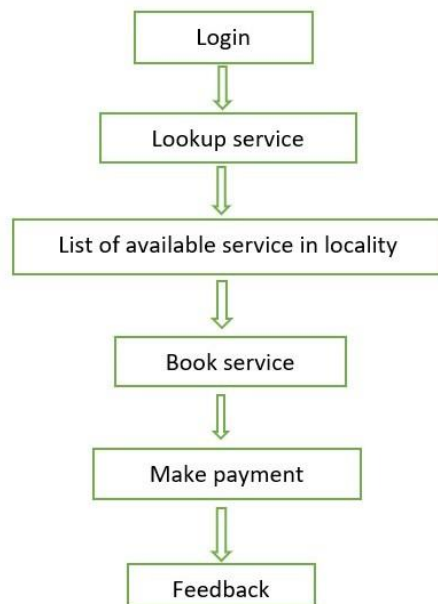 Login
Lookup service
List of available service in locality
Book service
Make payment
Feedback